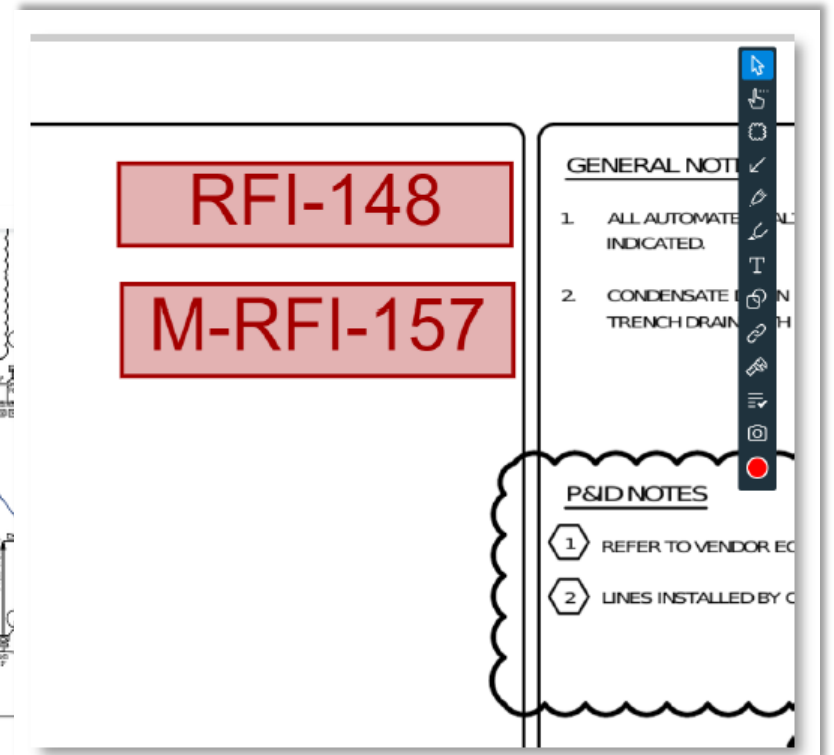 RFI-148
M-RFI-157
GENERAL NOT
1. ALL AUTOMATE
INDICATED.
2. CONDENSATE
TRENCH DRAIN
P&ID NOTES
1 REFER TO VENDOR
2 LINES INSTALLED BY
T